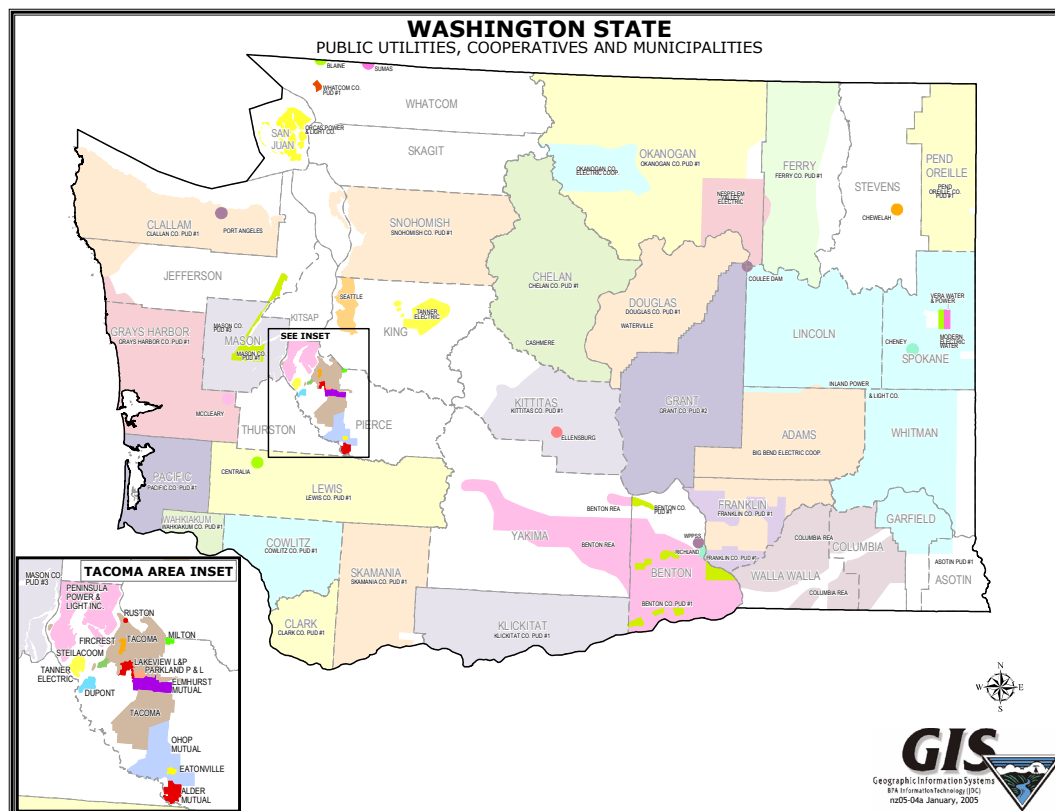 WASHINGTON STATE
PUBLIC UTILITIES, COOPERATIVES AND MUNICIPALITIES
BLAINE
SUMAS
WHATCOM CO.
PUD #1
WHATCOM
ORCAS POWER
& LIGHT CO.
SAN
JUAN
SKAGIT
OKANOGAN
OKANOGAN CO. PUD #1
OKANOGAN CO.
ELECTRIC COOP.
FERRY
FERRY CO. PUD #1
PEND
OREILLE
PEND
OREILLE CO.
PUD #1
STEVENS
CHEWELAH
NESPELEM
VALLEY
ELECTRIC
CLALLAM
CLALLAN CO. PUD #1
PORT ANGELES
SNOHOMISH
SNOHOMISH CO. PUD #1
JEFFERSON
CHELAN
CHELAN CO. PUD #1
COULEE DAM
DOUGLAS
DOUGLAS CO. PUD #1
WATERVILLE
SEATTLE
TANNER
ELECTRIC
KING
KITSAP
MASON CO.
PUD #3
MASON
MASON CO.
PUD #1
GRAYS HARBOR
GRAYS HARBOR CO. PUD #1
SEE INSET
CASHMERE
LINCOLN
VERA WATER
& POWER
MODERN
ELECTRIC
WATER
CHENEY
SPOKANE
INLAND POWER
& LIGHT CO.
MCCLEARY
THURSTON
PIERCE
KITTITAS
KITTITAS CO. PUD #1
ELLENSBURG
GRANT
GRANT CO. PUD #2
ADAMS
BIG BEND ELECTRIC COOP.
WHITMAN
PACIFIC
PACIFIC CO. PUD #1
CENTRALIA
LEWIS
LEWIS CO. PUD #1
WAHKIAKUM
WAHKIAKUM CO. PUD #1
COWLITZ
COWLITZ CO. PUD #1
SKAMANIA
SKAMANIA CO. PUD #1
CLARK
CLARK CO. PUD #1
BENTON REA
BENTON CO.
PUD #1
YAKIMA
BENTON REA
WPPSS
RICHLAND
BENTON
BENTON CO. PUD #1
FRANKLIN
FRANKLIN CO. PUD #1
FRANKLIN CO. PUD #1
COLUMBIA REA
COLUMBIA
WALLA WALLA
COLUMBIA REA
GARFIELD
ASOTIN PUD #1
ASOTIN
KLICKITAT
KLICKITAT CO. PUD #1
TACOMA AREA INSET
MASON CO
PUD #3
PENINSULA
POWER &
LIGHT INC.
RUSTON
FIRCREST
TACOMA
MILTON
STEILACOOM
LAKEVIEW L&P
PARKLAND P & L
TANNER
ELECTRIC
ELMHURST
MUTUAL
DUPONT
TACOMA
OHOP
MUTUAL
EATONVILLE
ALDER
MUTUAL
N
W
E
S
GIS
Geographic Information Systems
BPA Information Technology (JDC)
nz05-04a January, 2005